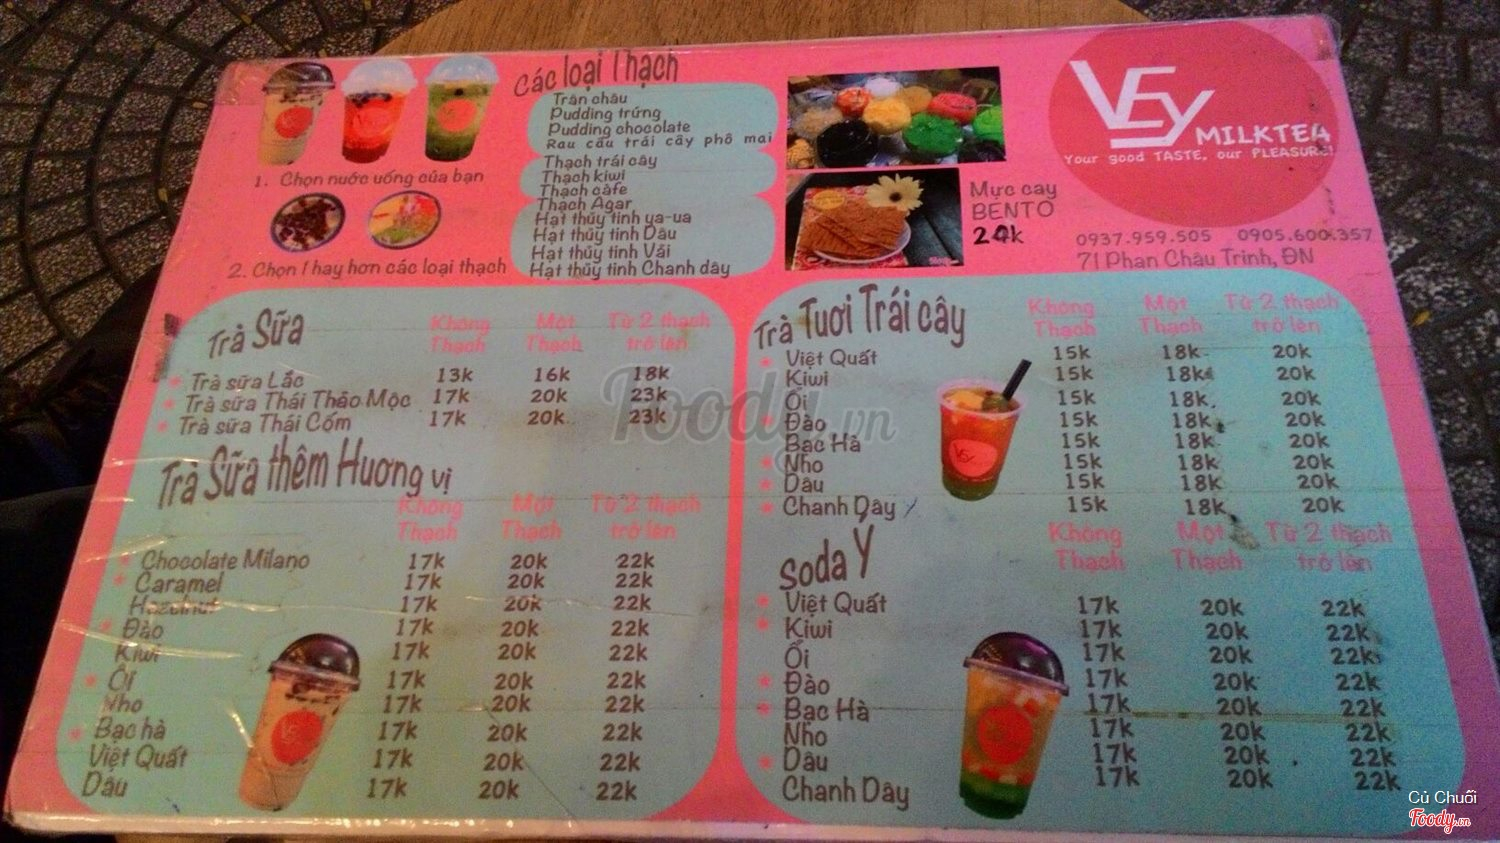 Các loại Thạch
Trân châu
Pudding trứng
Pudding chocolate
Rau câu trái cây phô mai
Thạch trái cây
Thạch kiwi
Thạch càfe
Thạch Agar
Hạt thủy tinh ya-ua
Hạt thủy tinh Dâu
Hạt thủy tinh Vải
Hạt thủy tinh Chanh dây
1. Chọn nước uống của bạn
2. Chọn 1 hay hơn các loại thạch
Mực cay
BENTO
24k
VEy MILKTEA
Your good TASTE, our PLEASURE!
0937.959.505 0905.600.357
71 Phan Châu Trinh, ĐN
Trà Sữa Không Thạch Một Thạch Từ 2 thạch trở lên
Trà sữa Lắc 13k 16k 18k
Trà sữa Thái Thảo Mộc 17k 20k 23k
Trà sữa Thái Cốm 17k 20k 23k
Trà Sữa thêm Hương vị
Không Thạch Một Thạch Từ 2 thạch trở lên
Chocolate Milano 17k 20k 22k
Caramel 17k 20k 22k
Hazelnut 17k 20k 22k
Đào 17k 20k 22k
Kiwi 17k 20k 22k
Ổi 17k 20k 22k
Nho 17k 20k 22k
Bạc hà 17k 20k 22k
Việt Quất 17k 20k 22k
Dâu 17k 20k 22k
Trà Tươi Trái cây Không Thạch Một Thạch Từ 2 thạch trở lên
Việt Quất 15k 18k 20k
Kiwi 15k 18k 20k
Ổi 15k 18k 20k
Đào 15k 18k 20k
Bạc Hà 15k 18k 20k
Nho 15k 18k 20k
Dâu 15k 18k 20k
Chanh Dây 15k 18k 20k
Soda Ý Không Thạch Một Thạch Từ 2 thạch trở lên
Việt Quất 17k 20k 22k
Kiwi 17k 20k 22k
Ổi 17k 20k 22k
Đào 17k 20k 22k
Bạc Hà 17k 20k 22k
Nho 17k 20k 22k
Dâu 17k 20k 22k
Chanh Dây 17k 20k 22k
Foody.vn
Củ Chuối
Foody.vn